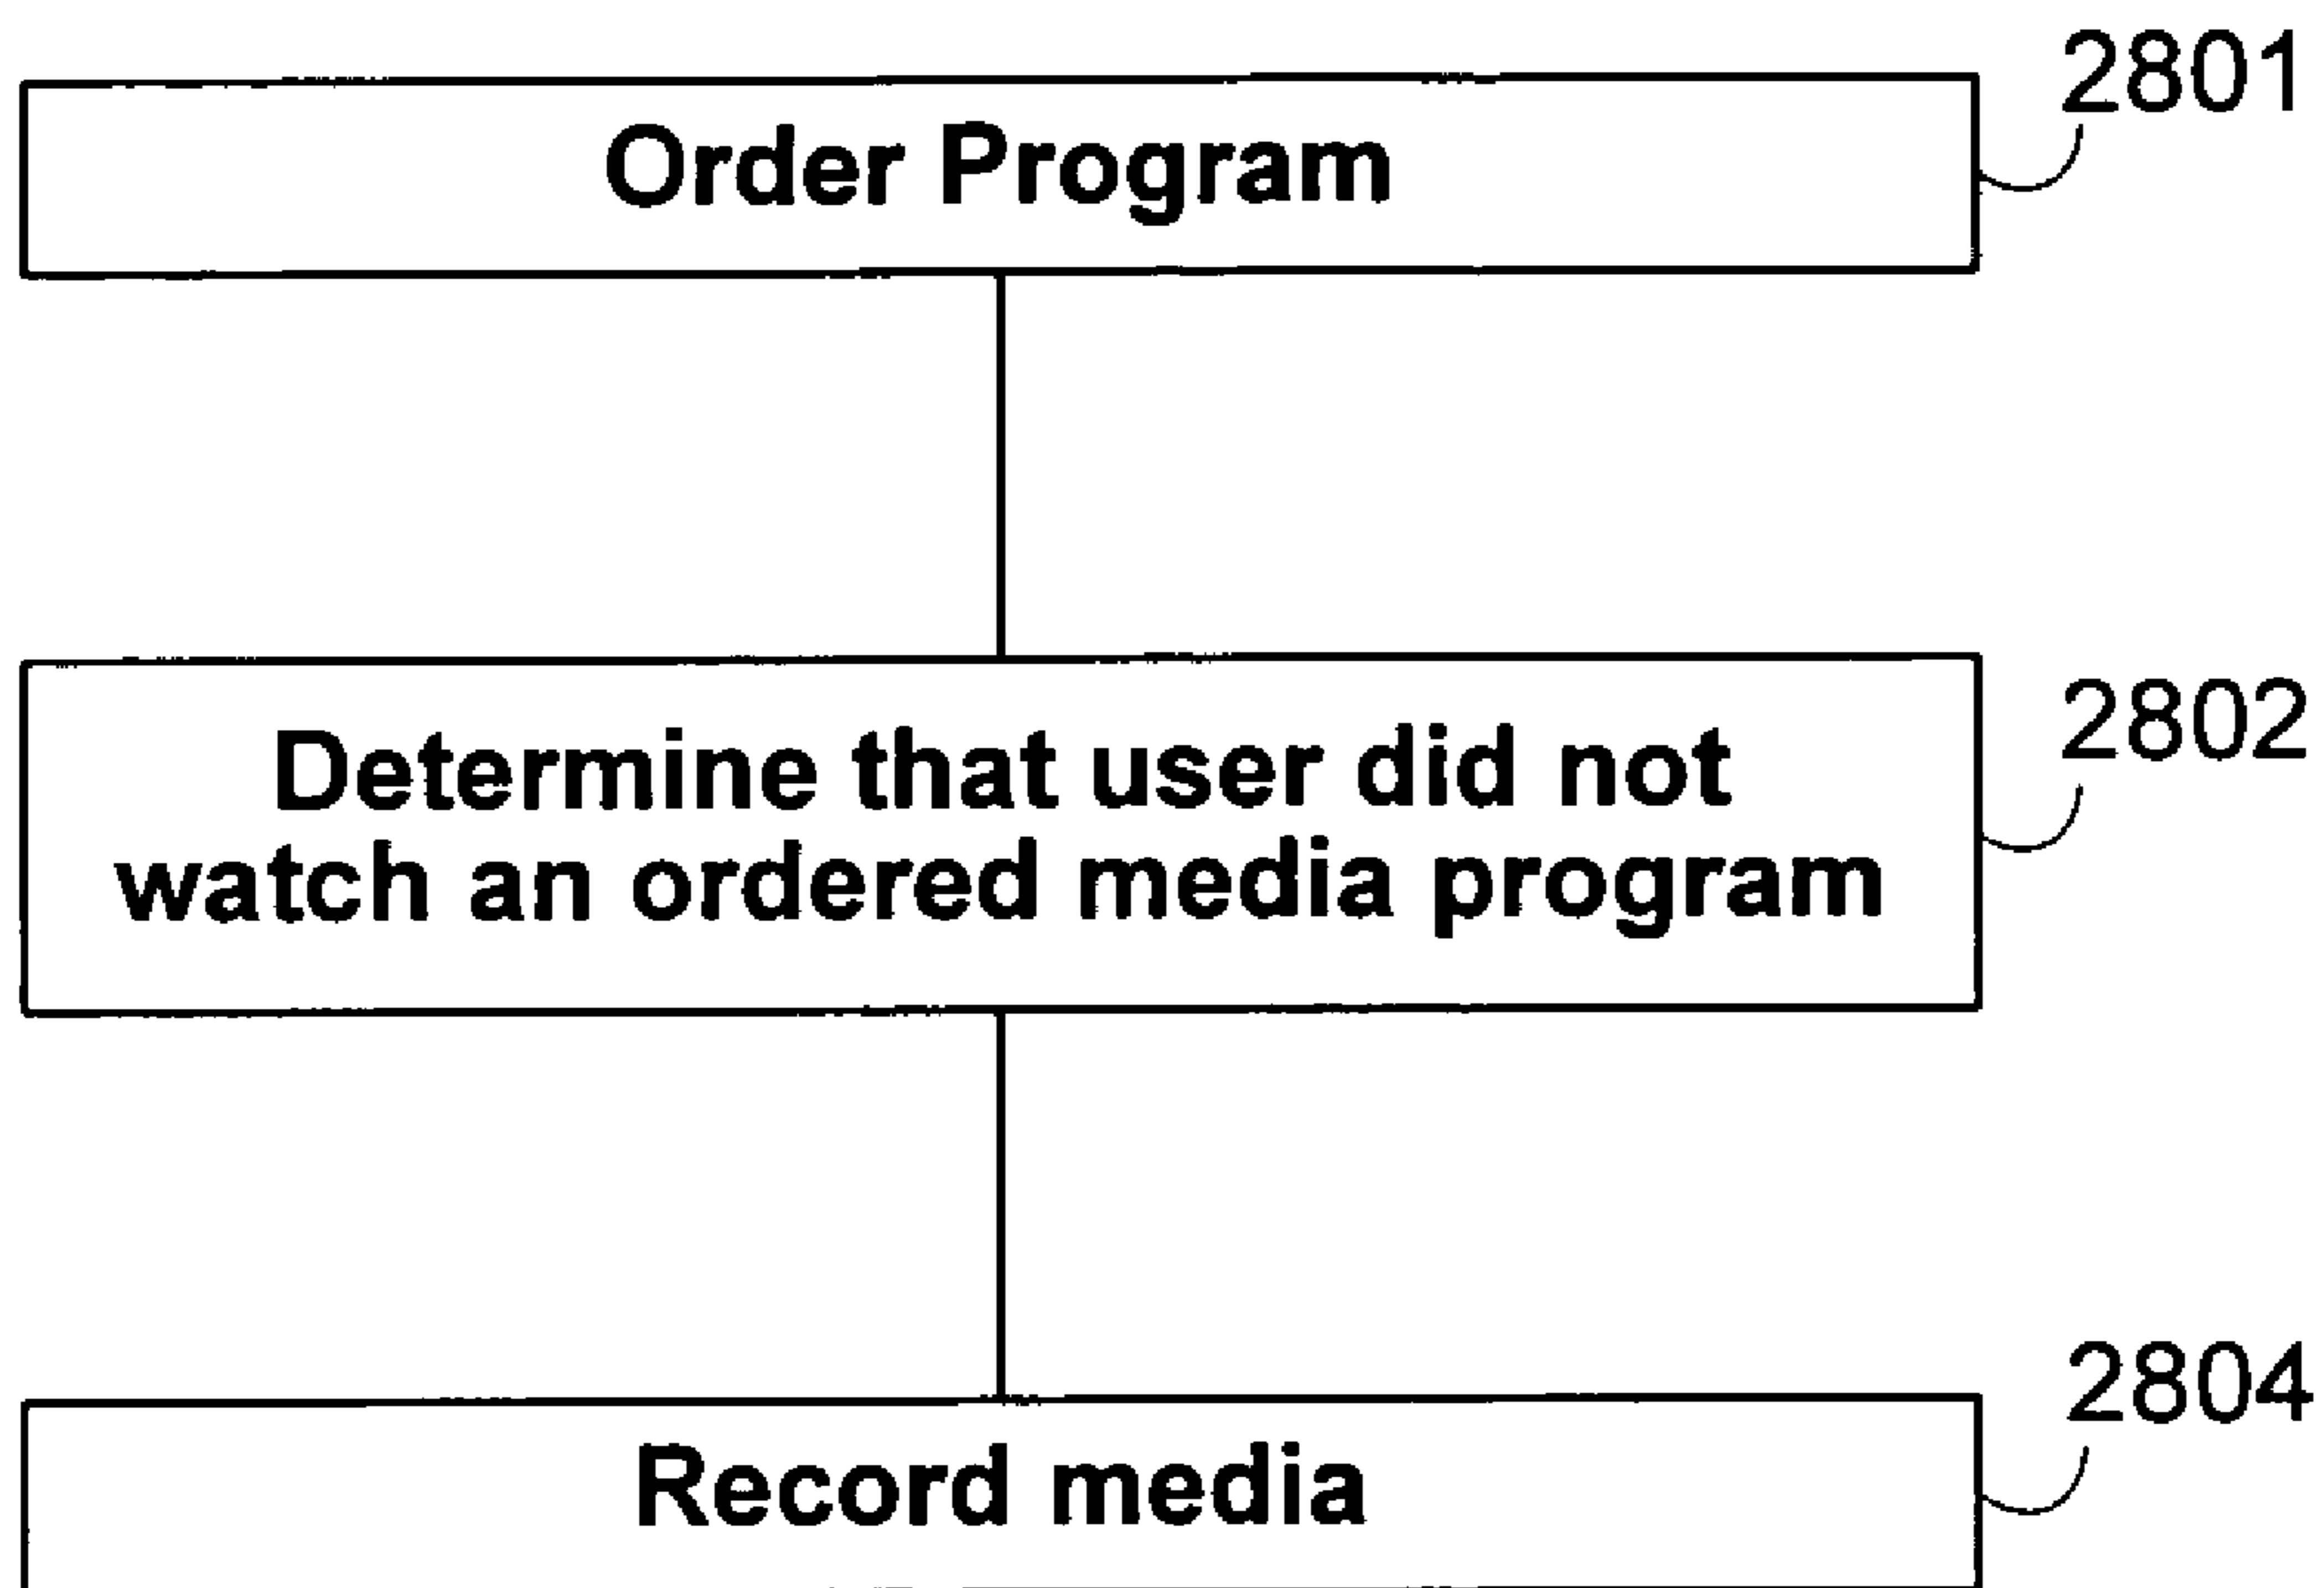 2801
Order Program
2802
Determine that user did not
watch an ordered media program
2804
Record media